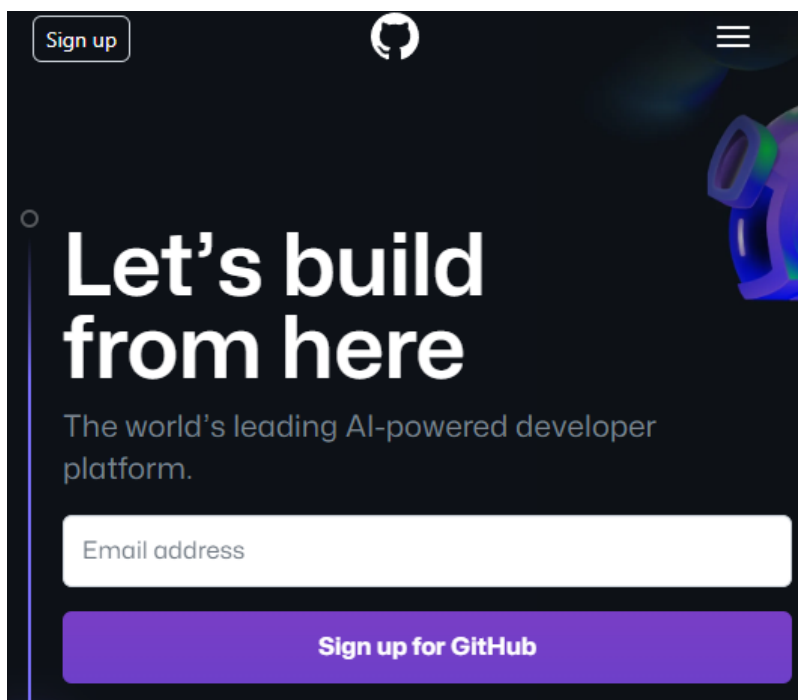 Sign up
Let’s build
from here
The world’s leading AI-powered developer
platform.
Email address
Sign up for GitHub